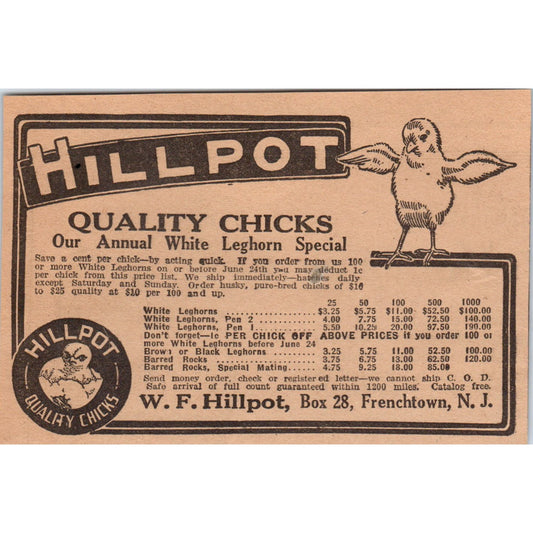 HILLPOT
QUALITY CHICKS
Our Annual White Leghorn Special
Save a cent per chick—by acting quick. If you order from us 100
or more White Leghorns on or before June 24th you may deduct 1c
per chick from this list. We ship immediately—hatches daily
except Saturday and Sunday. Order husky, pure-bred chicks of $16
to $25 quality at $10 per 100 and up.
25 50 100 500 1000
White Leghorns $3.25 $5.75 $11.00 $52.50 $100.00
White Leghorns, Pen 2 4.00 7.75 15.00 72.50 140.00
White Leghorns, Pen 1 5.50 10.25 20.00 97.50 190.00
Don't forget—1c PER CHICK OFF ABOVE PRICES if you order 100 or
more White Leghorns before June 24
Brown or Black Leghorns 3.25 5.75 11.00 52.50 100.00
Barred Rocks 3.75 6.75 13.00 62.50 120.00
Barred Rocks, Special Mating 4.75 9.25 18.00 85.00
Send money order, check or registered letter—we cannot ship C. O. D.
Safe arrival of full count guaranteed within 1200 miles. Catalog free.
W. F. Hillpot, Box 28, Frenchtown, N. J.
HILLPOT
QUALITY CHICKS